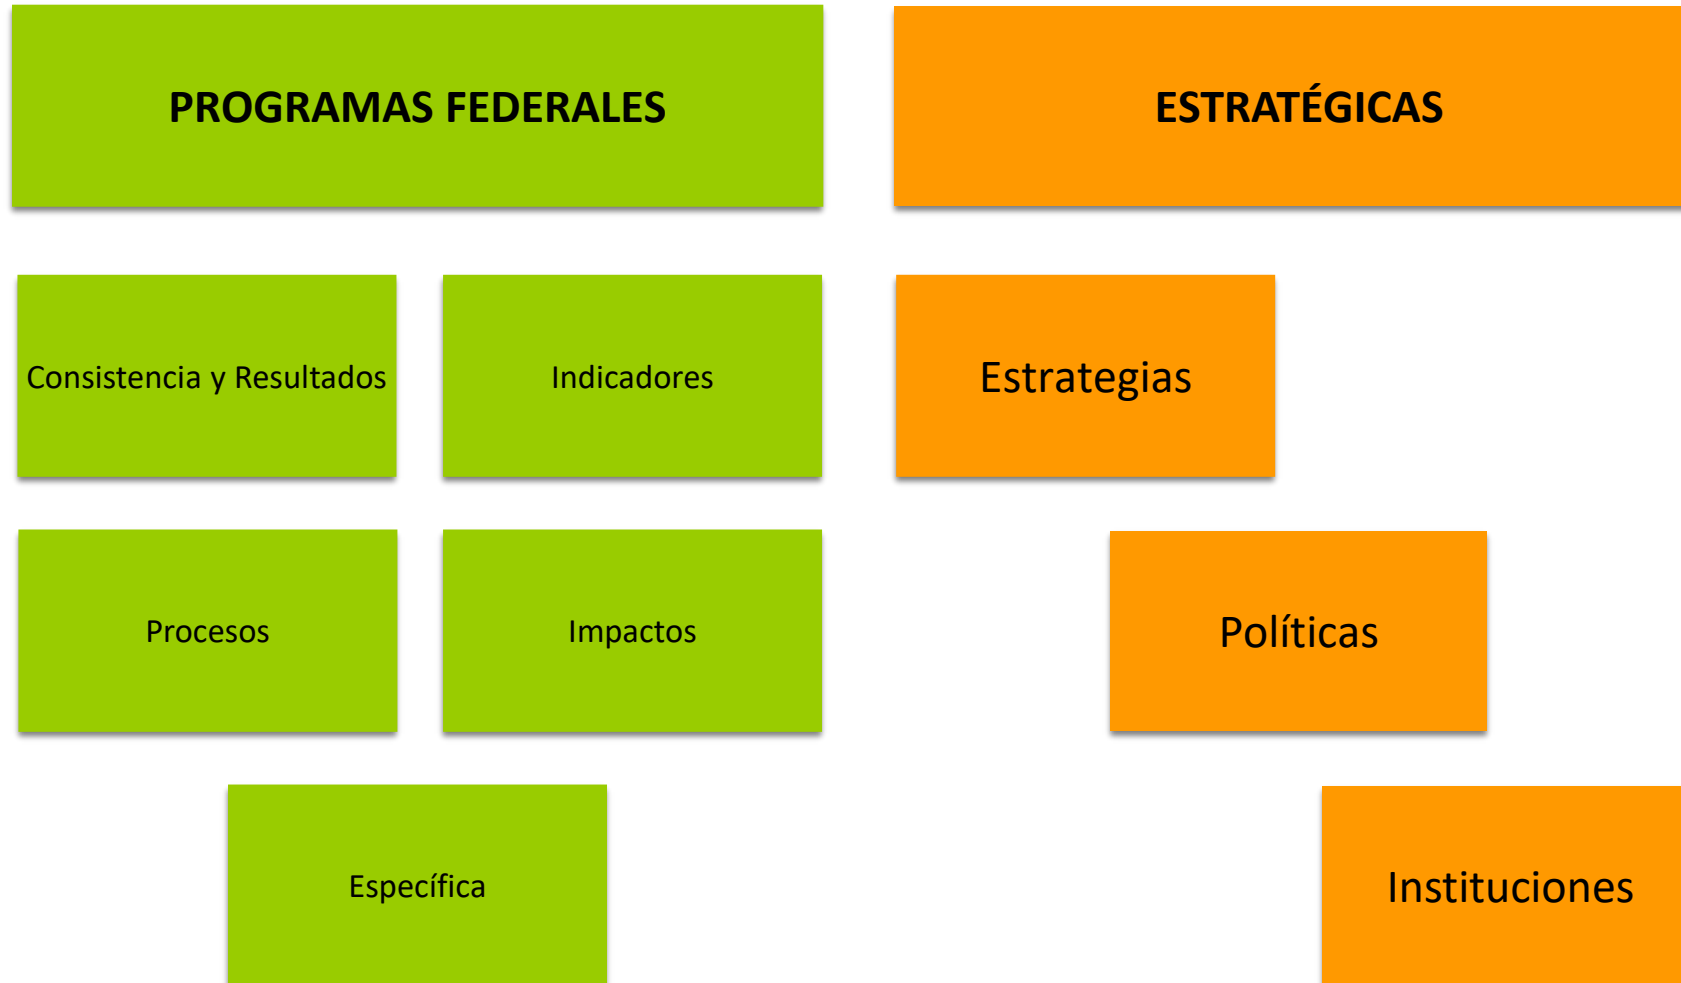 PROGRAMAS FEDERALES
ESTRATÉGICAS
Consistencia y Resultados
Indicadores
Estrategias
Procesos
Impactos
Políticas
Específica
Instituciones